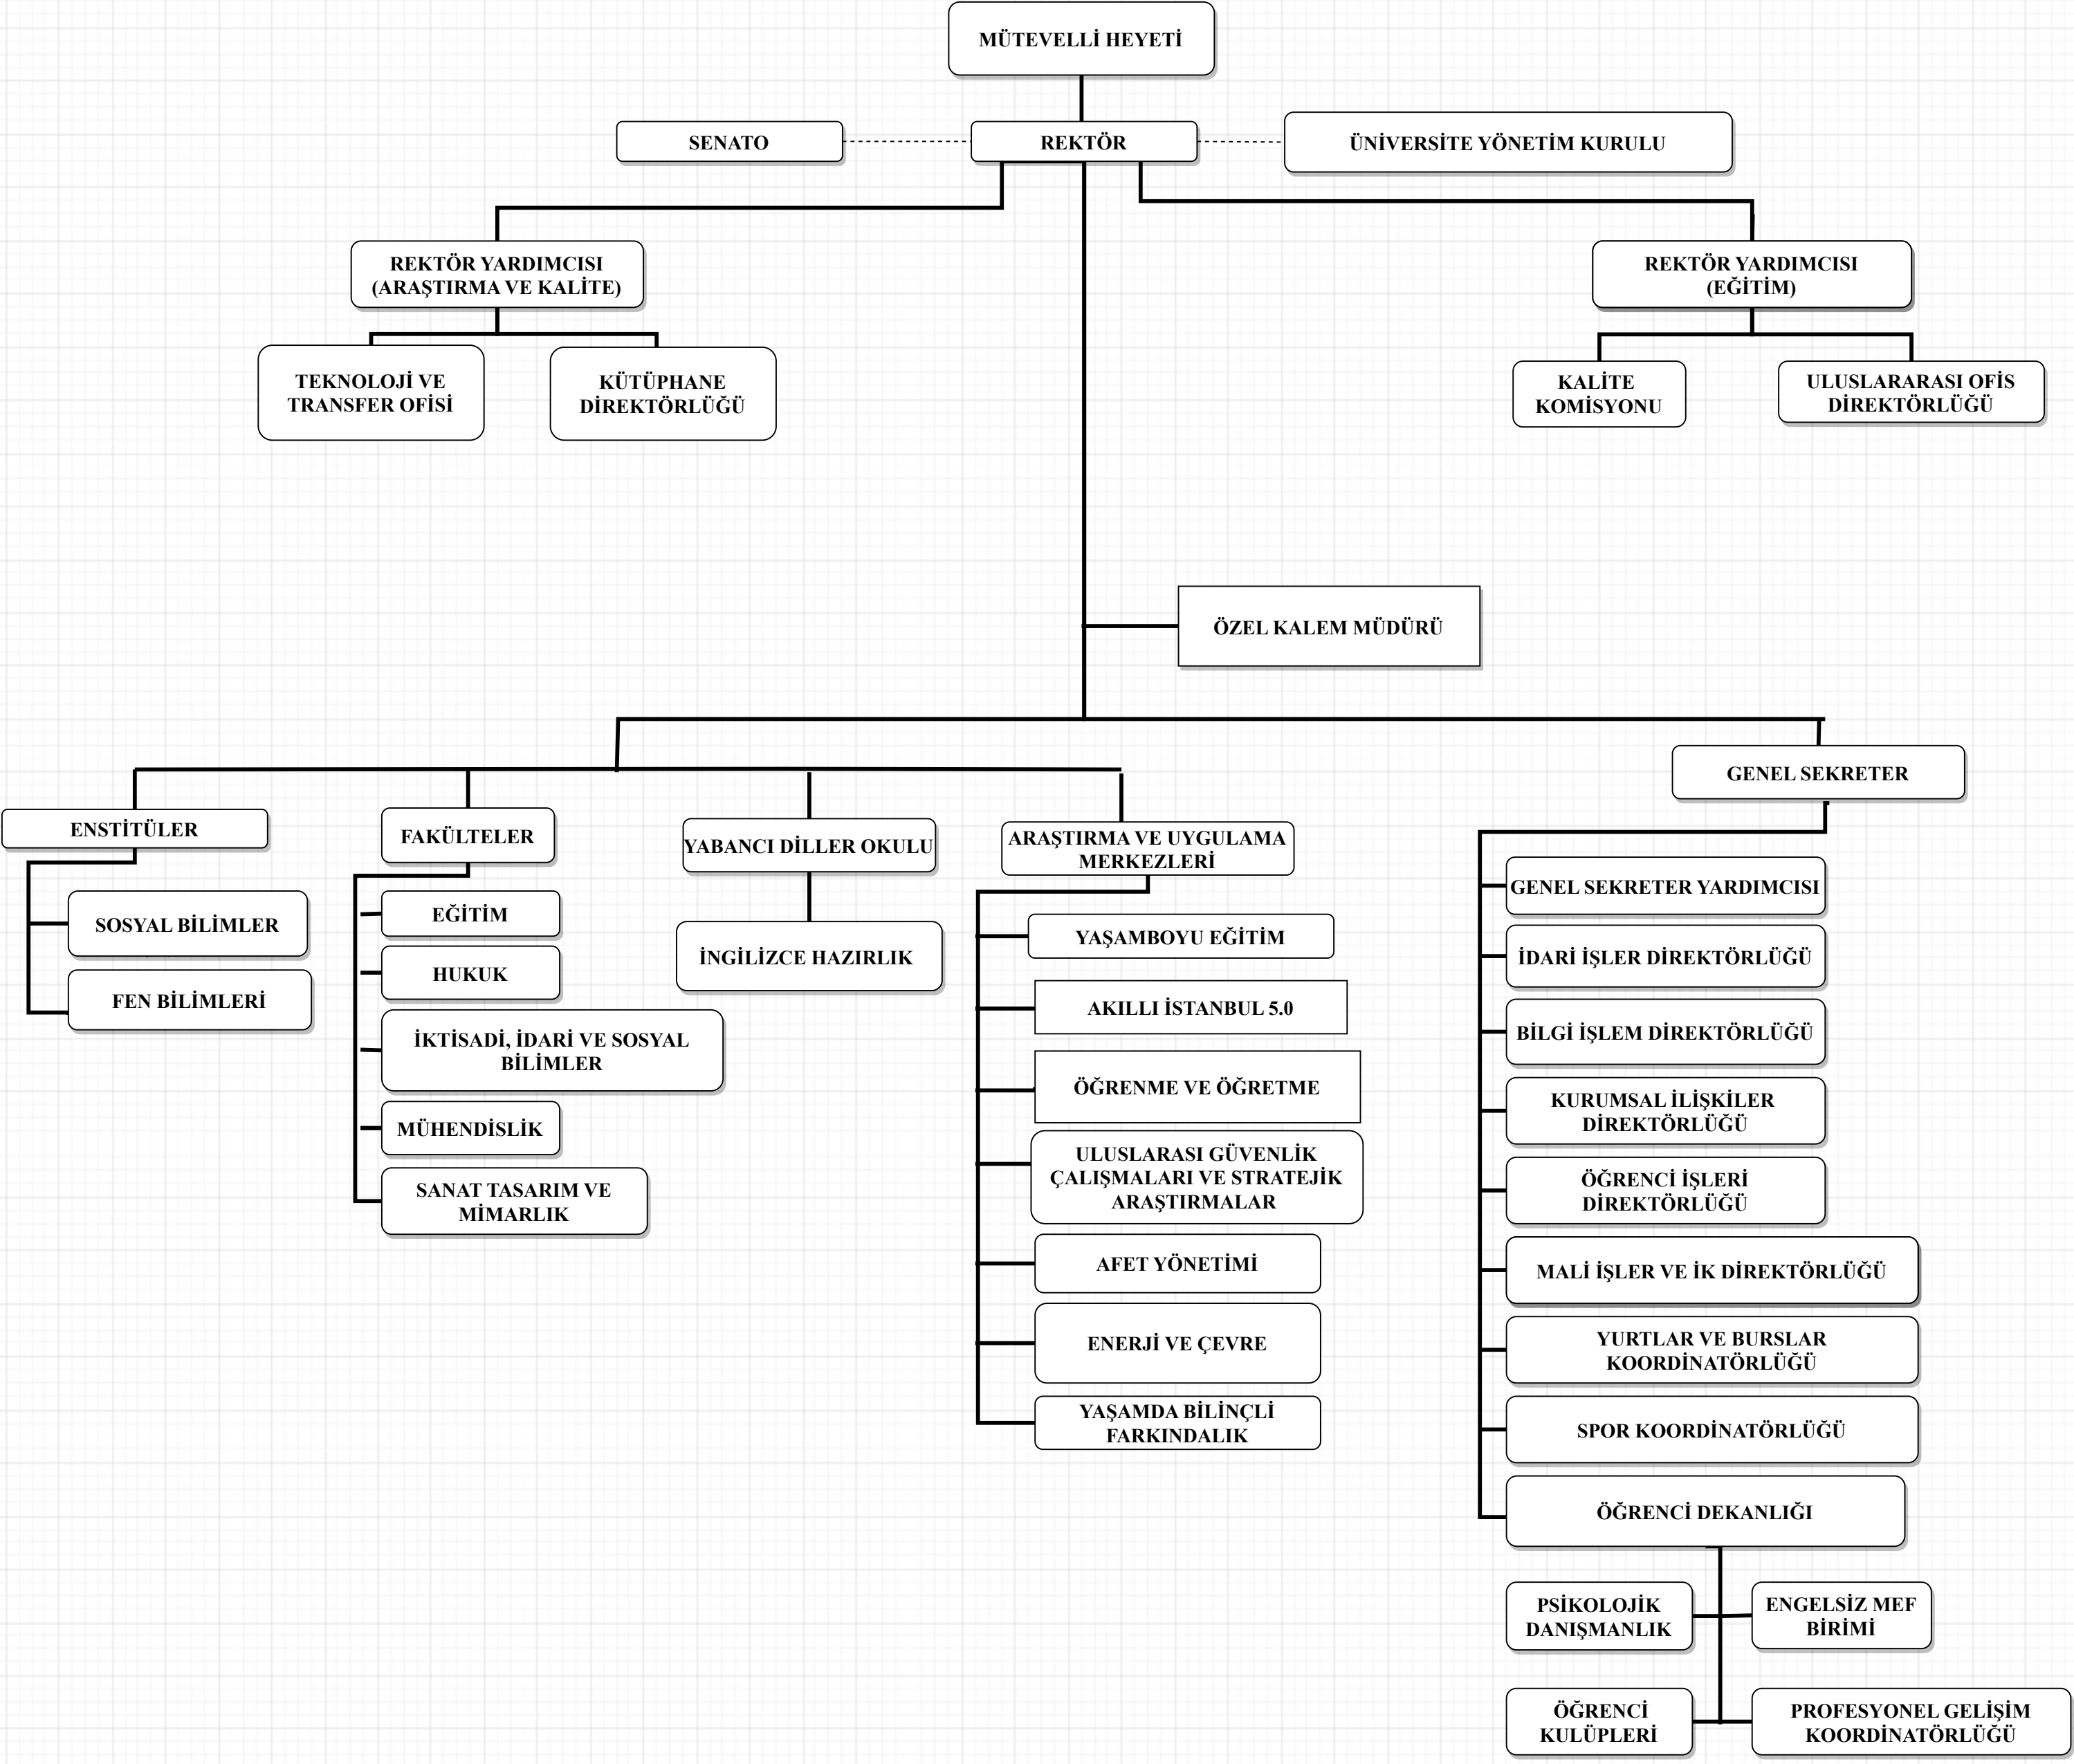 MÜTEVELLİ HEYETİ
SENATO
REKTÖR
ÜNİVERSİTE YÖNETİM KURULU
REKTÖR YARDIMCISI
(ARAŞTIRMA VE KALİTE)
REKTÖR YARDIMCISI
(EĞİTİM)
TEKNOLOJİ VE
TRANSFER OFİSİ
KÜTÜPHANE
DİREKTÖRLÜĞÜ
KALİTE
KOMİSYONU
ULUSLARARASI OFİS
DİREKTÖRLÜĞÜ
ÖZEL KALEM MÜDÜRÜ
GENEL SEKRETER
ENSTİTÜLER
SOSYAL BİLİMLER
FEN BİLİMLERİ
FAKÜLTELER
EĞİTİM
HUKUK
İKTİSADİ, İDARİ VE SOSYAL
BİLİMLER
MÜHENDİSLİK
SANAT TASARIM VE
MİMARLIK
YABANCI DİLLER OKULU
İNGİLİZCE HAZIRLIK
ARAŞTIRMA VE UYGULAMA
MERKEZLERİ
YAŞAMBOYU EĞİTİM
AKILLI İSTANBUL 5.0
ÖĞRENME VE ÖĞRETME
ULUSLARASI GÜVENLİK
ÇALIŞMALARI VE STRATEJİK
ARAŞTIRMALAR
AFET YÖNETİMİ
ENERJİ VE ÇEVRE
YAŞAMDA BİLİNÇLİ
FARKINDALIK
GENEL SEKRETER YARDIMCISI
İDARİ İŞLER DİREKTÖRLÜĞÜ
BİLGİ İŞLEM DİREKTÖRLÜĞÜ
KURUMSAL İLİŞKİLER
DİREKTÖRLÜĞÜ
ÖĞRENCİ İŞLERİ
DİREKTÖRLÜĞÜ
MALİ İŞLER VE İK DİREKTÖRLÜĞÜ
YURTLAR VE BURSLAR
KOORDİNATÖRLÜĞÜ
SPOR KOORDİNATÖRLÜĞÜ
ÖĞRENCİ DEKANLIĞI
PSİKOLOJİK
DANIŞMANLIK
ENGELSİZ MEF
BİRİMİ
ÖĞRENCİ
KULÜPLERİ
PROFESYONEL GELİŞİM
KOORDİNATÖRLÜĞÜ